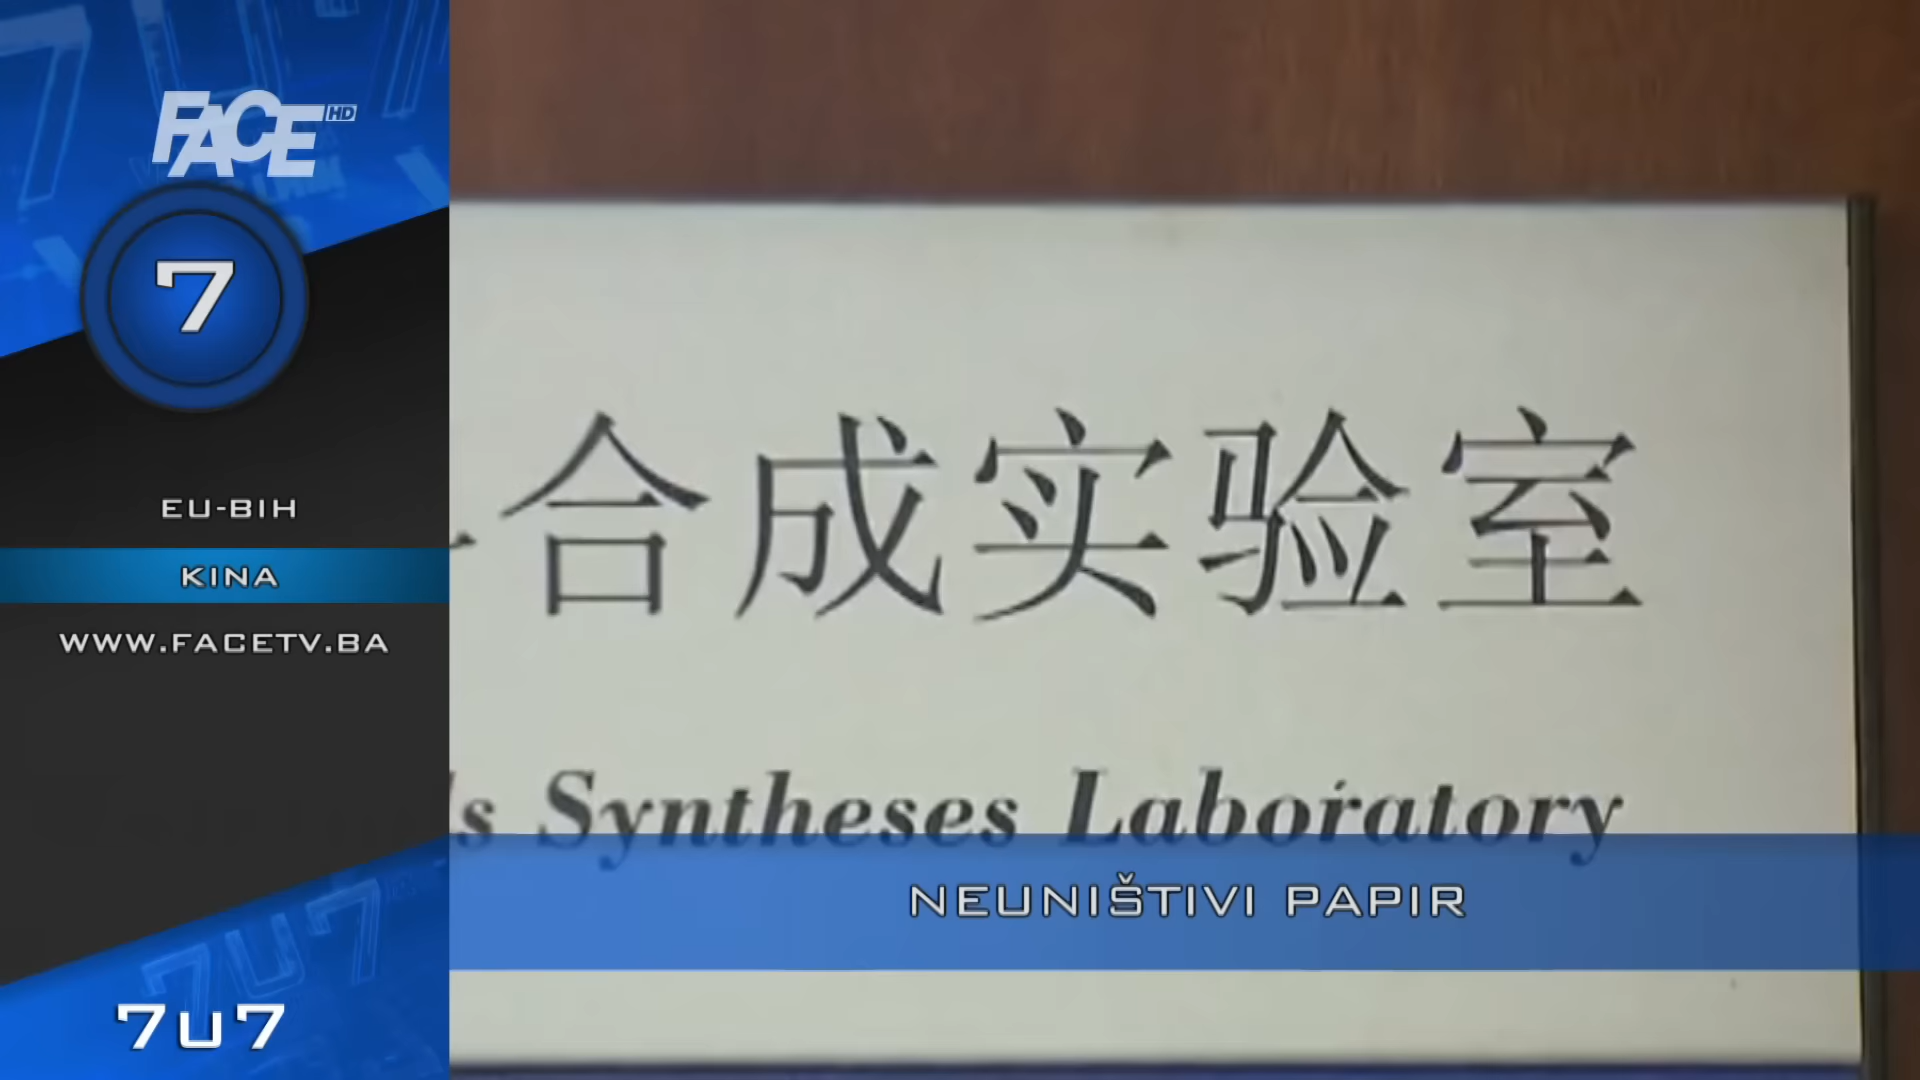 FACE HD
7
EU-BIH
KINA
WWW.FACETV.BA
7U7
合成实验室
Syntheses Laboratory
NEUNIŠTIVI PAPIR